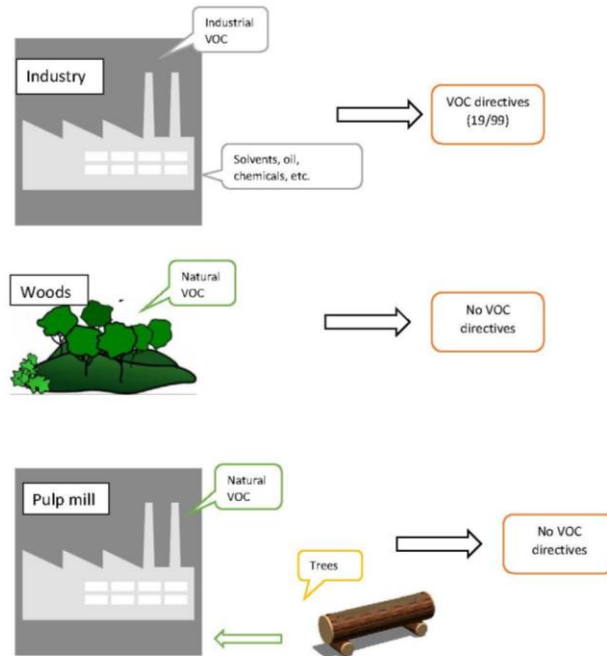 Industrial
VOC
Industry
VOC directives
{19/99}
Solvents, oil,
chemicals, etc.
Natural
VOC
Woods
No VOC
directives
Natural
VOC
Pulp mill
No VOC
directives
Trees